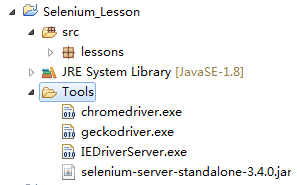 Selenium_Lesson
src
lessons
JRE System Library [JavaSE-1.8]
Tools
chromedriver.exe
geckodriver.exe
IEDriverServer.exe
selenium-server-standalone-3.4.0.jar